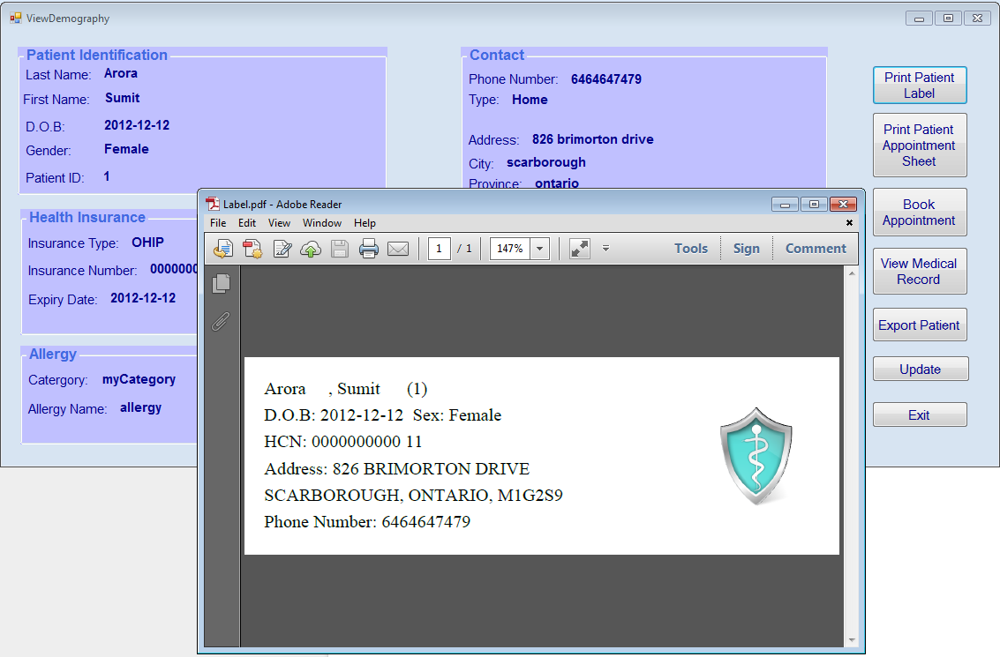 ViewDemography
Patient Identification
Last Name: Arora
First Name: Sumit
D.O.B: 2012-12-12
Gender: Female
Patient ID: 1
Contact
Phone Number: 6464647479
Type: Home
Address: 826 brimorton drive
City: scarborough
Province: ontario
Health Insurance
Insurance Type: OHIP
Insurance Number: 0000000
Expiry Date: 2012-12-12
Allergy
Catergory: myCategory
Allergy Name: allergy
Print Patient
Label
Print Patient
Appointment
Sheet
Book
Appointment
View Medical
Record
Export Patient
Update
Exit
Label.pdf - Adobe Reader
File Edit View Window Help
1 / 1 147% Tools Sign Comment
Arora , Sumit (1)
D.O.B: 2012-12-12 Sex: Female
HCN: 0000000000 11
Address: 826 BRIMORTON DRIVE
SCARBOROUGH, ONTARIO, M1G2S9
Phone Number: 6464647479